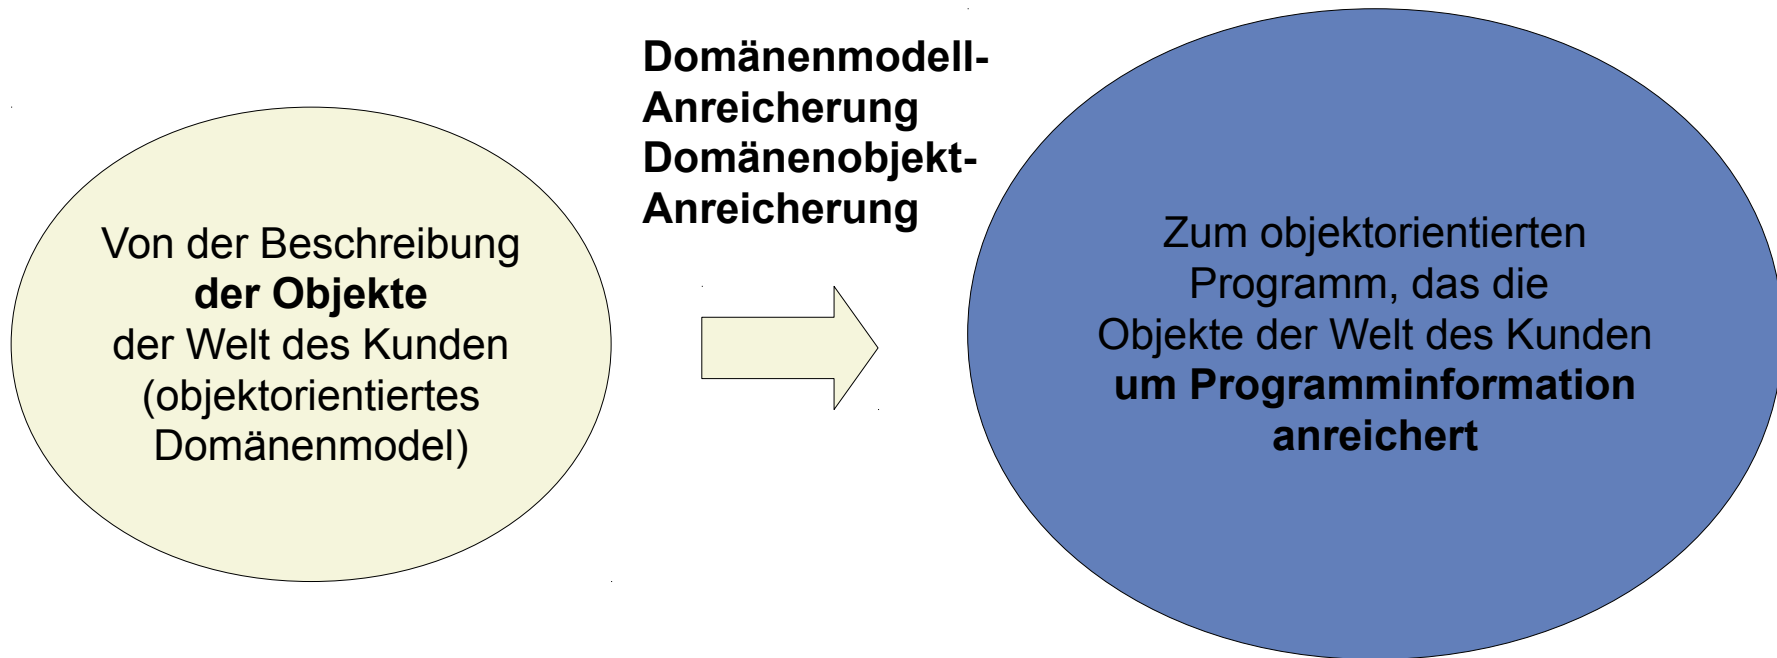 Domänenmodell-
Anreicherung
Domänenobjekt-
Anreicherung
Von der Beschreibung
der Objekte
der Welt des Kunden
(objektorientiertes
Domänenmodel)
Zum objektorientierten
Programm, das die
Objekte der Welt des Kunden
um Programminformation
anreichert